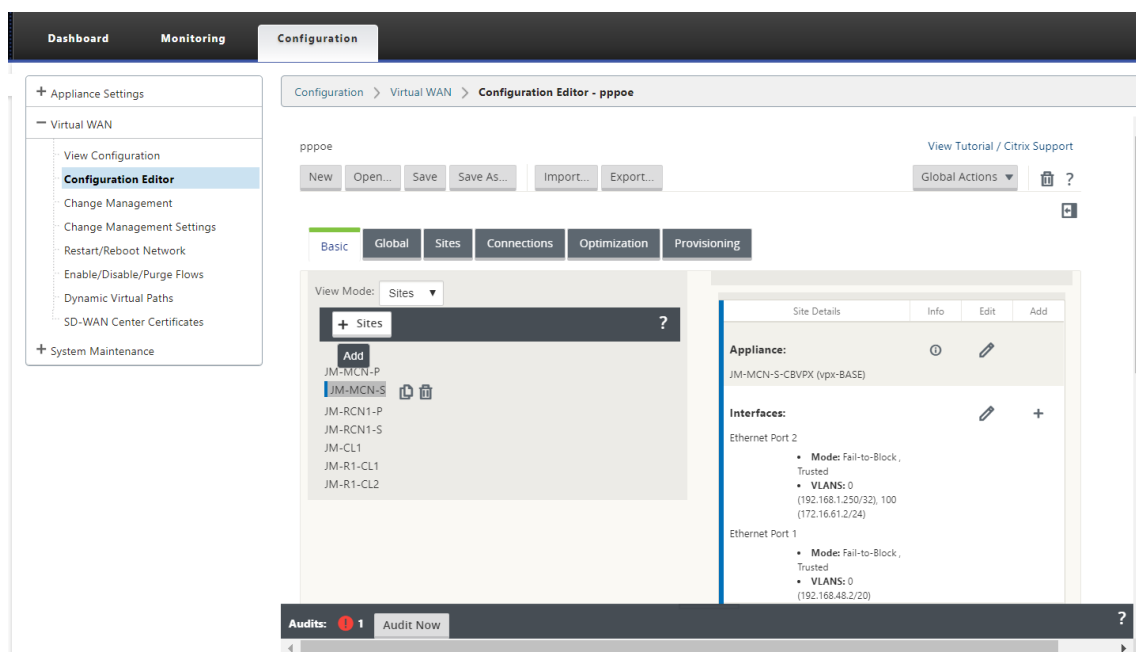 Dashboard Monitoring Configuration
+ Appliance Settings
− Virtual WAN
View Configuration
Configuration Editor
Change Management
Change Management Settings
Restart/Reboot Network
Enable/Disable/Purge Flows
Dynamic Virtual Paths
SD-WAN Center Certificates
+ System Maintenance
Configuration > Virtual WAN > Configuration Editor - pppoe
pppoe
View Tutorial / Citrix Support
New Open... Save Save As... Import... Export... Global Actions ▼ ?
Basic Global Sites Connections Optimization Provisioning
View Mode: Sites ▼
+ Sites ?
Add
JM-MCN-P
JM-MCN-S
JM-RCN1-P
JM-RCN1-S
JM-CL1
JM-R1-CL1
JM-R1-CL2
Site Details Info Edit Add
Appliance:
JM-MCN-S-CBVPX (vpx-BASE)
Interfaces: +
Ethernet Port 2
• Mode: Fail-to-Block ,
Trusted
• VLANS: 0
(192.168.1.250/32), 100
(172.16.61.2/24)
Ethernet Port 1
• Mode: Fail-to-Block ,
Trusted
• VLANS: 0
(192.168.48.2/20)
Audits: ! 1 Audit Now ?